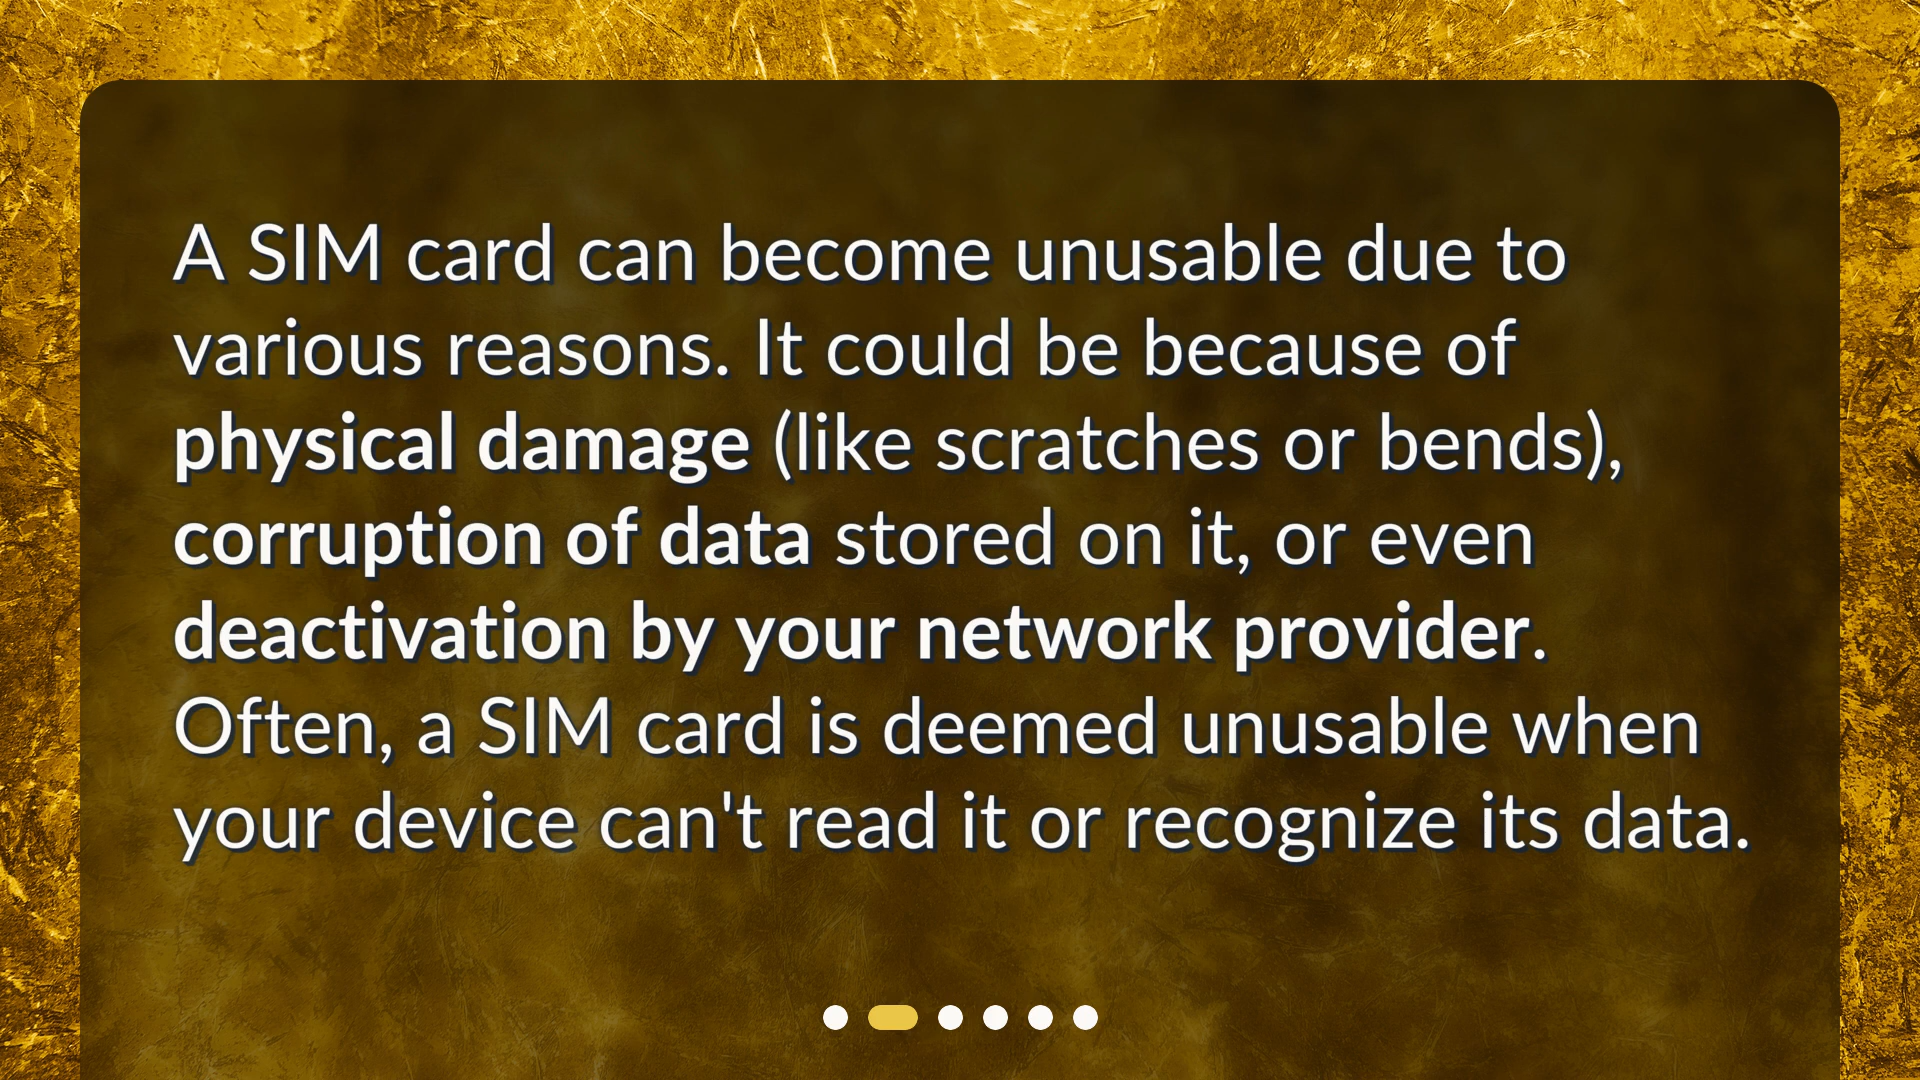 A SIM card can become unusable due to
various reasons. It could be because of
physical damage (like scratches or bends),
corruption of data stored on it, or even
deactivation by your network provider.
Often, a SIM card is deemed unusable when
your device can't read it or recognize its data.